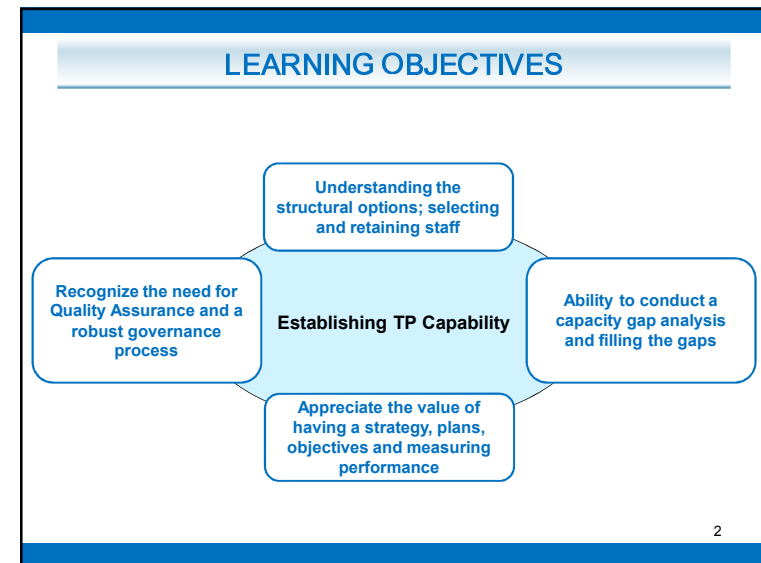 LEARNING OBJECTIVES
Understanding the
structural options; selecting
and retaining staff
Recognize the need for
Quality Assurance and a
robust governance
process
Establishing TP Capability
Ability to conduct a
capacity gap analysis
and filling the gaps
Appreciate the value of
having a strategy, plans,
objectives and measuring
performance
2